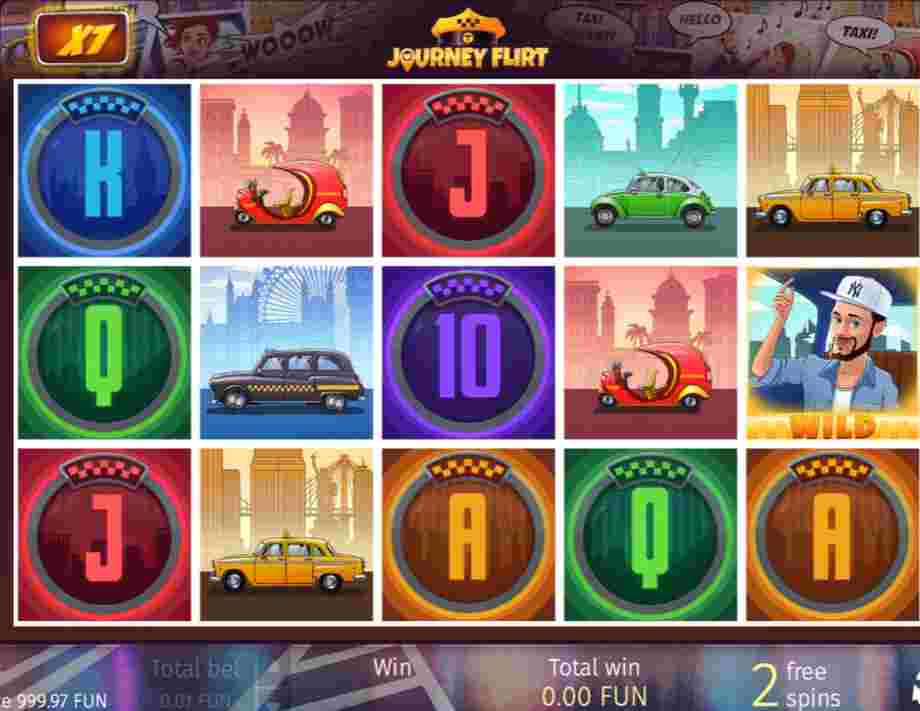 X7
WOOOW
JOURNEY FLIRT
TAXI
HELLO
TAXI!
K
J
Q
10
NY
WILD
J
A
Q
A
Total bet
Win
Total win
2 free
spins
e 999.97 FUN
0.01 FUN
0.00 FUN